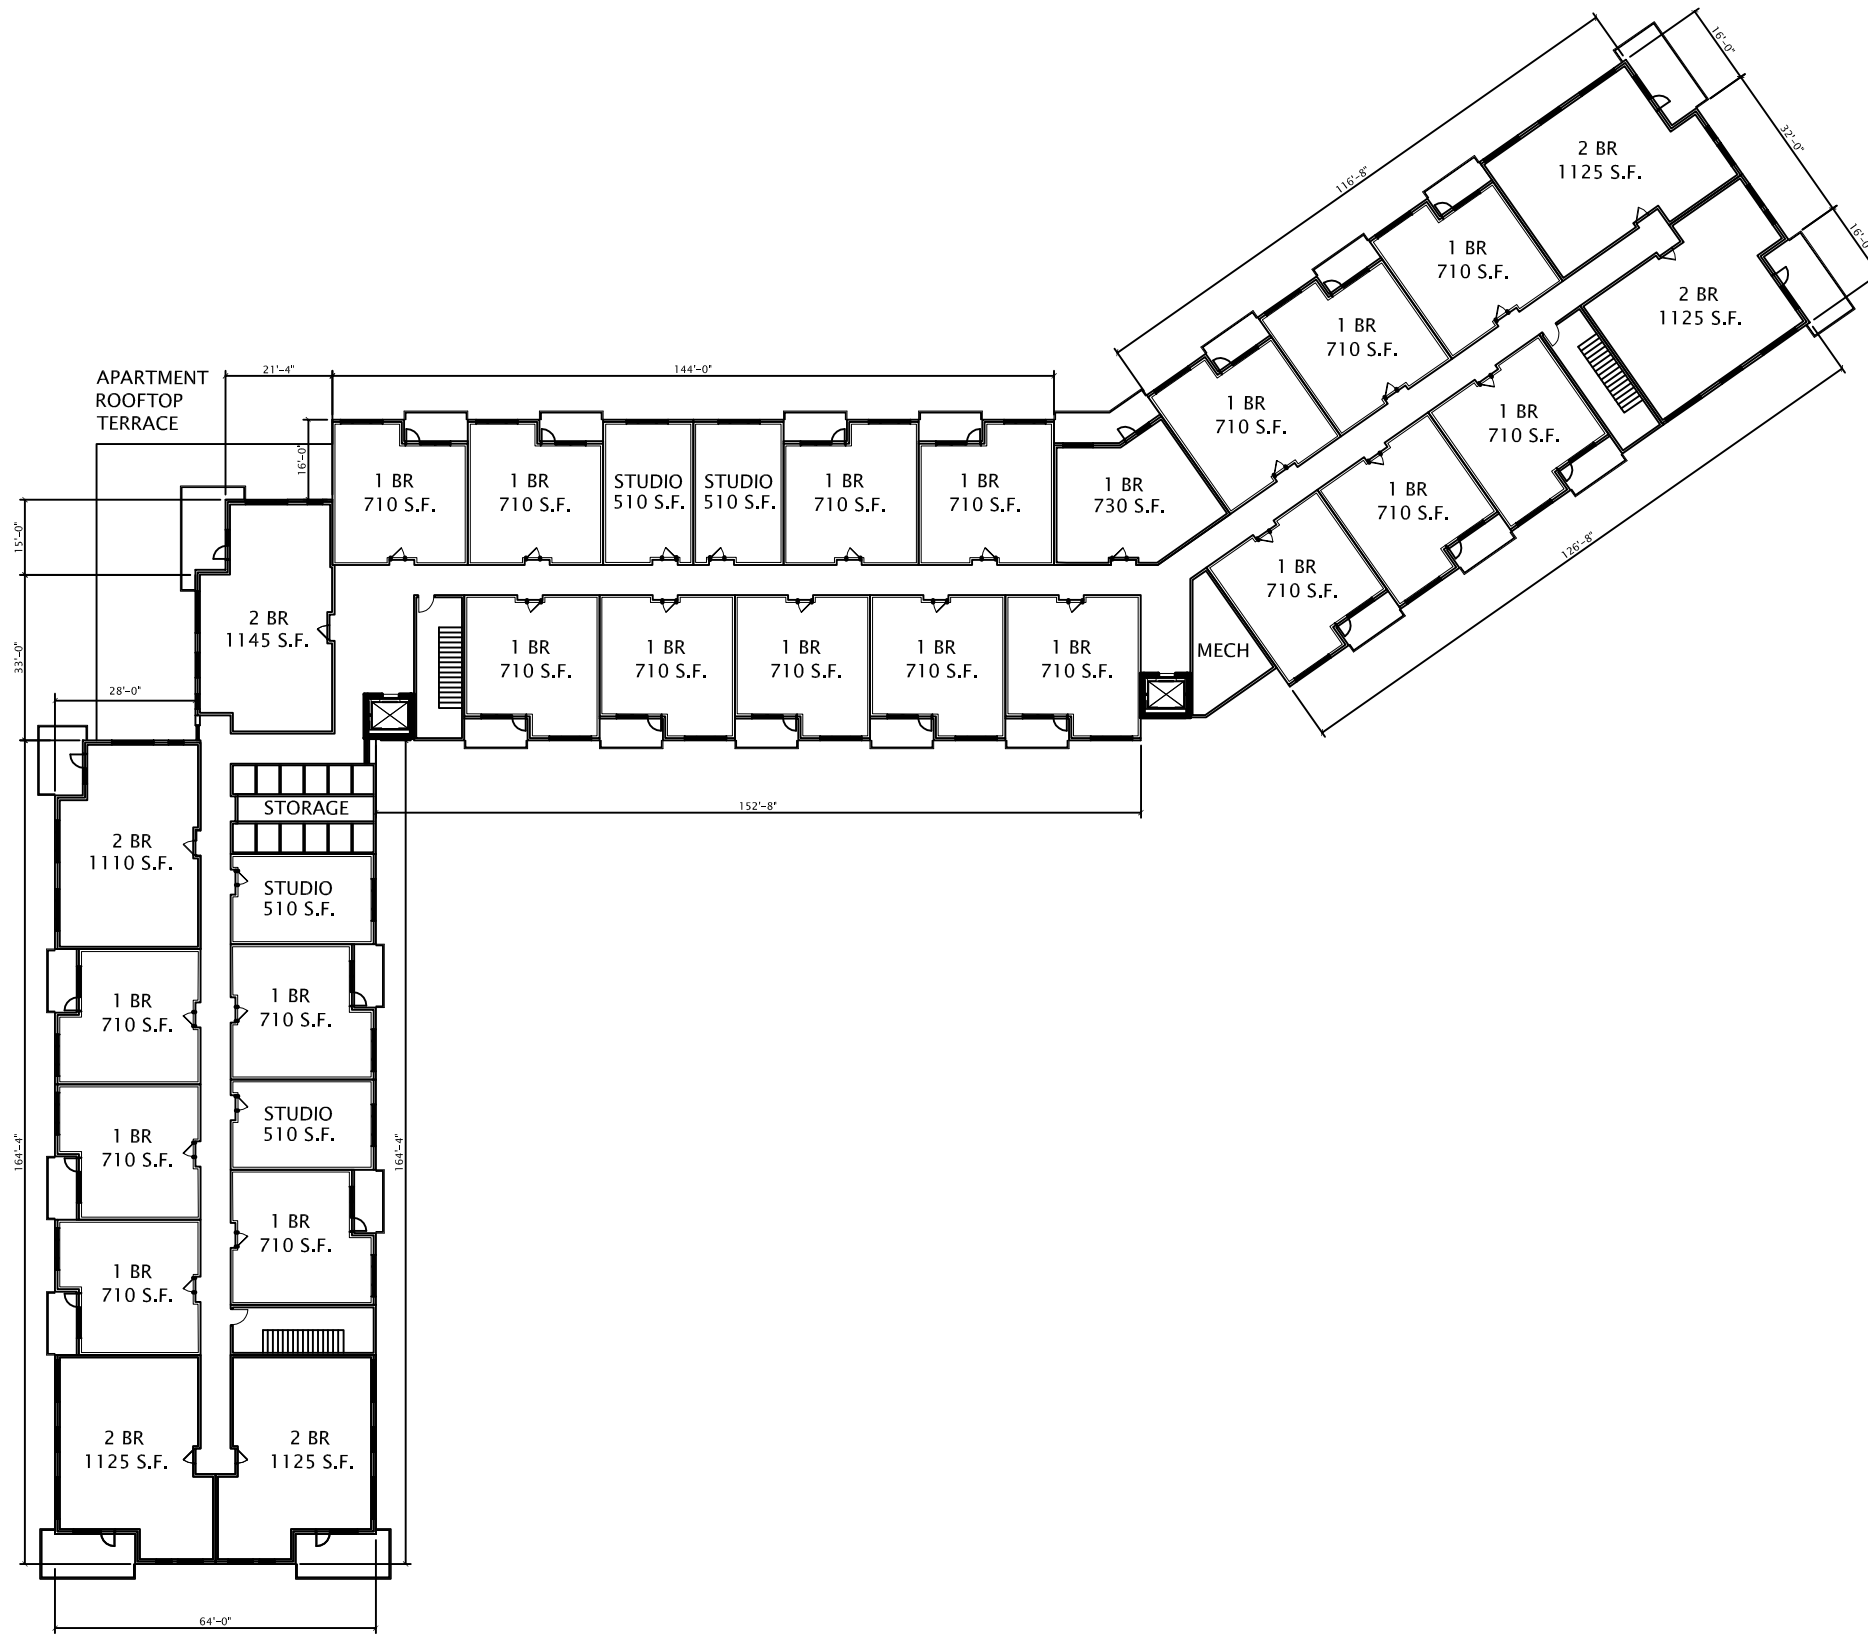 16'-0"
116'-8"
32'-0"
2 BR
1125 S.F.
16'-0"
1 BR
710 S.F.
2 BR
1125 S.F.
1 BR
710 S.F.
1 BR
710 S.F.
1 BR
710 S.F.
1 BR
710 S.F.
1 BR
710 S.F.
126'-8"
APARTMENT
ROOFTOP
TERRACE
21'-4"
144'-0"
16'-0"
1 BR
710 S.F.
1 BR
710 S.F.
STUDIO
510 S.F.
STUDIO
510 S.F.
1 BR
710 S.F.
1 BR
710 S.F.
1 BR
730 S.F.
15'-0"
33'-0"
2 BR
1145 S.F.
1 BR
710 S.F.
1 BR
710 S.F.
1 BR
710 S.F.
1 BR
710 S.F.
1 BR
710 S.F.
MECH
28'-0"
152'-8"
STORAGE
2 BR
1110 S.F.
STUDIO
510 S.F.
1 BR
710 S.F.
1 BR
710 S.F.
164'-4"
164'-4"
1 BR
710 S.F.
STUDIO
510 S.F.
1 BR
710 S.F.
1 BR
710 S.F.
2 BR
1125 S.F.
2 BR
1125 S.F.
64'-0"